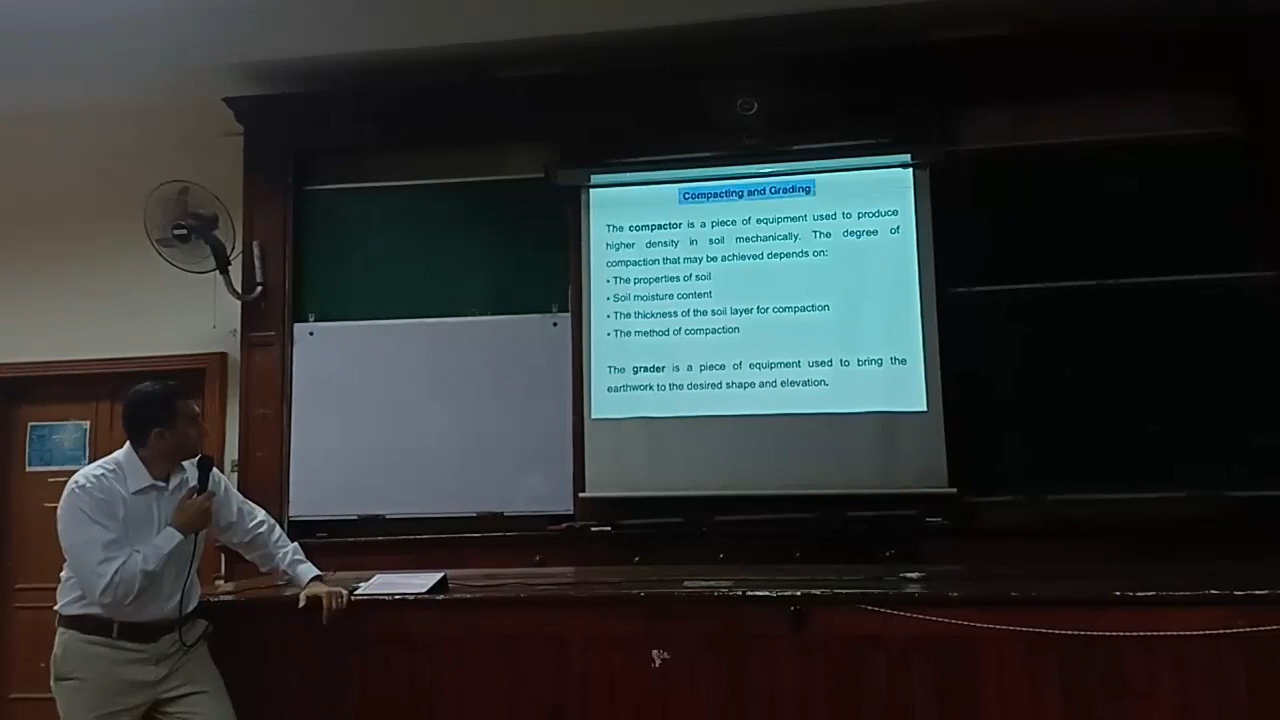 Compacting and Grading
The compactor is a piece of equipment used to produce
higher density in soil mechanically. The degree of
compaction that may be achieved depends on:
• The properties of soil
• Soil moisture content
• The thickness of the soil layer for compaction
• The method of compaction
The grader is a piece of equipment used to bring the
earthwork to the desired shape and elevation.